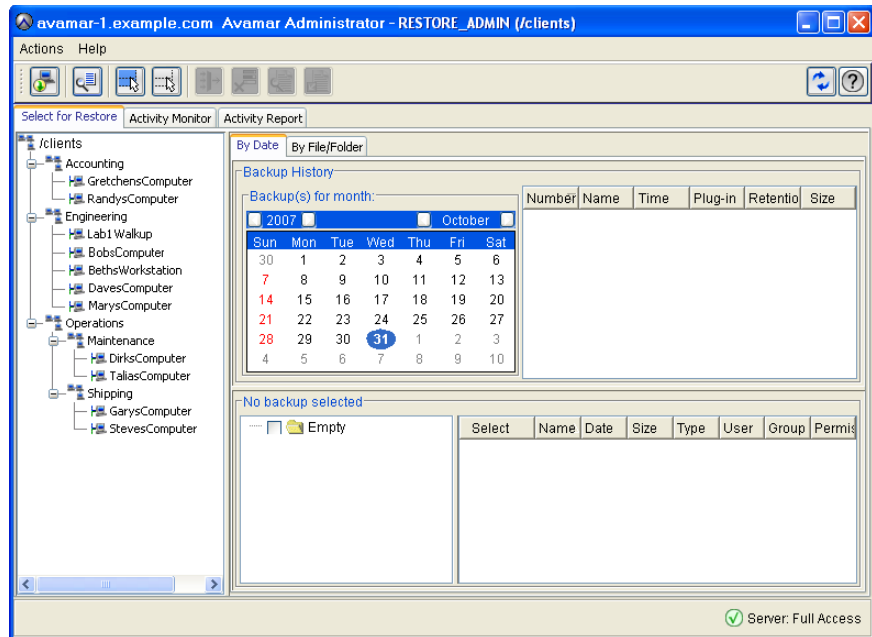 avamar-1.example.com Avamar Administrator - RESTORE_ADMIN (/clients)
Actions Help
Select for Restore Activity Monitor Activity Report
/clients
Accounting
GretchensComputer
RandysComputer
Engineering
Lab1Walkup
BobsComputer
BethsWorkstation
DavesComputer
MarysComputer
Operations
Maintenance
DirksComputer
TaliasComputer
Shipping
GarysComputer
StevesComputer
By Date By File/Folder
Backup History
Backup(s) for month:
2007 October
Sun Mon Tue Wed Thu Fri Sat
30 1 2 3 4 5 6
7 8 9 10 11 12 13
14 15 16 17 18 19 20
21 22 23 24 25 26 27
28 29 30 31 1 2 3
4 5 6 7 8 9 10
Number Name Time Plug-in Retentio Size
No backup selected
Empty
Select Name Date Size Type User Group Permis
Server: Full Access